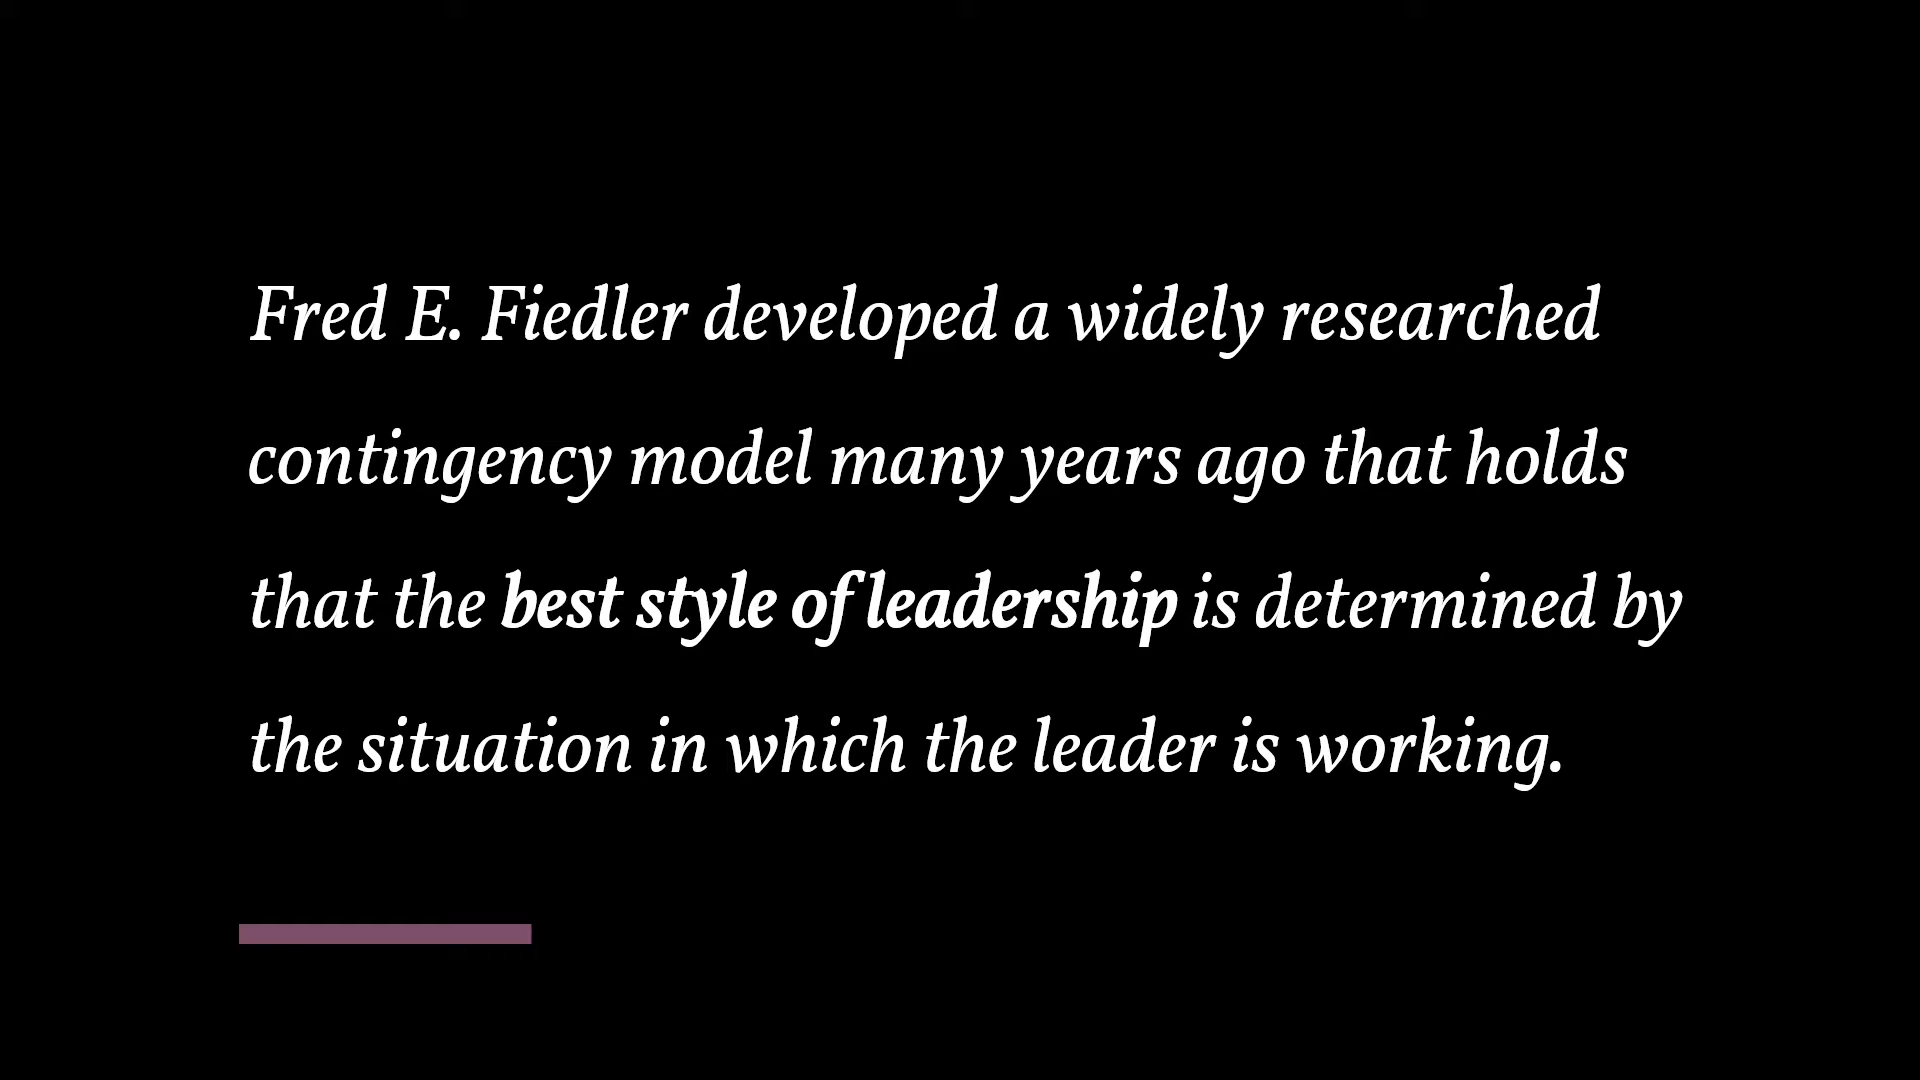 Fred E. Fiedler developed a widely researched
contingency model many years ago that holds
that the best style of leadership is determined by
the situation in which the leader is working.